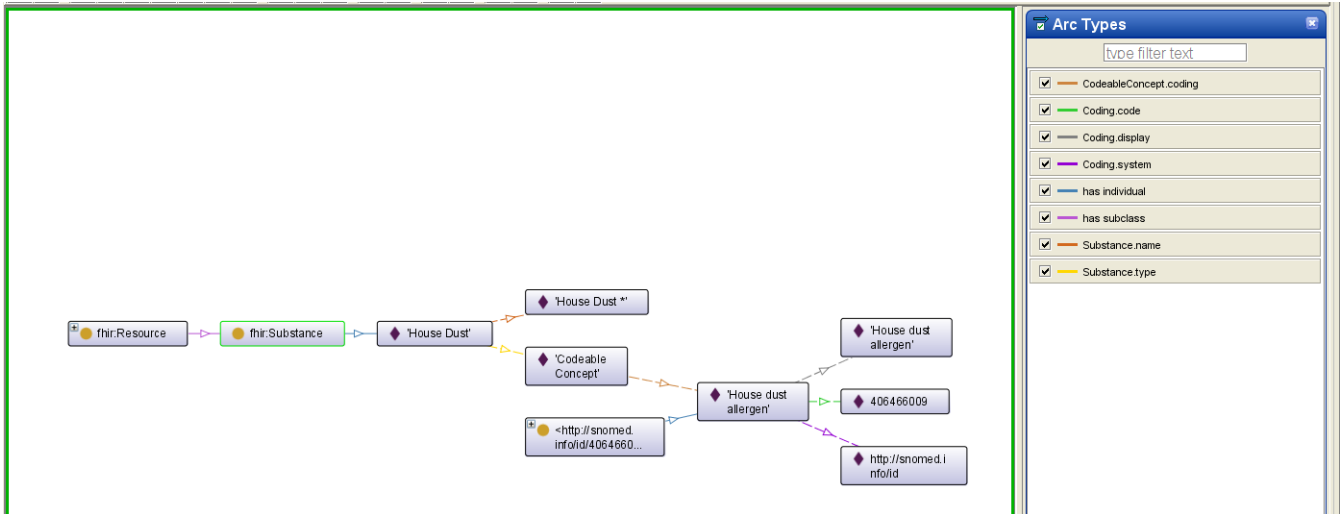 Arc Types
type filter text
CodeableConcept.coding
Coding.code
Coding.display
Coding.system
has individual
has subclass
Substance.name
Substance.type
fhir:Resource
fhir:Substance
'House Dust'
'House Dust *'
'Codeable
Concept'
<http://snomed.
info/id/4064660...
'House dust
allergen'
'House dust
allergen'
406466009
http://snomed.i
nfo/id